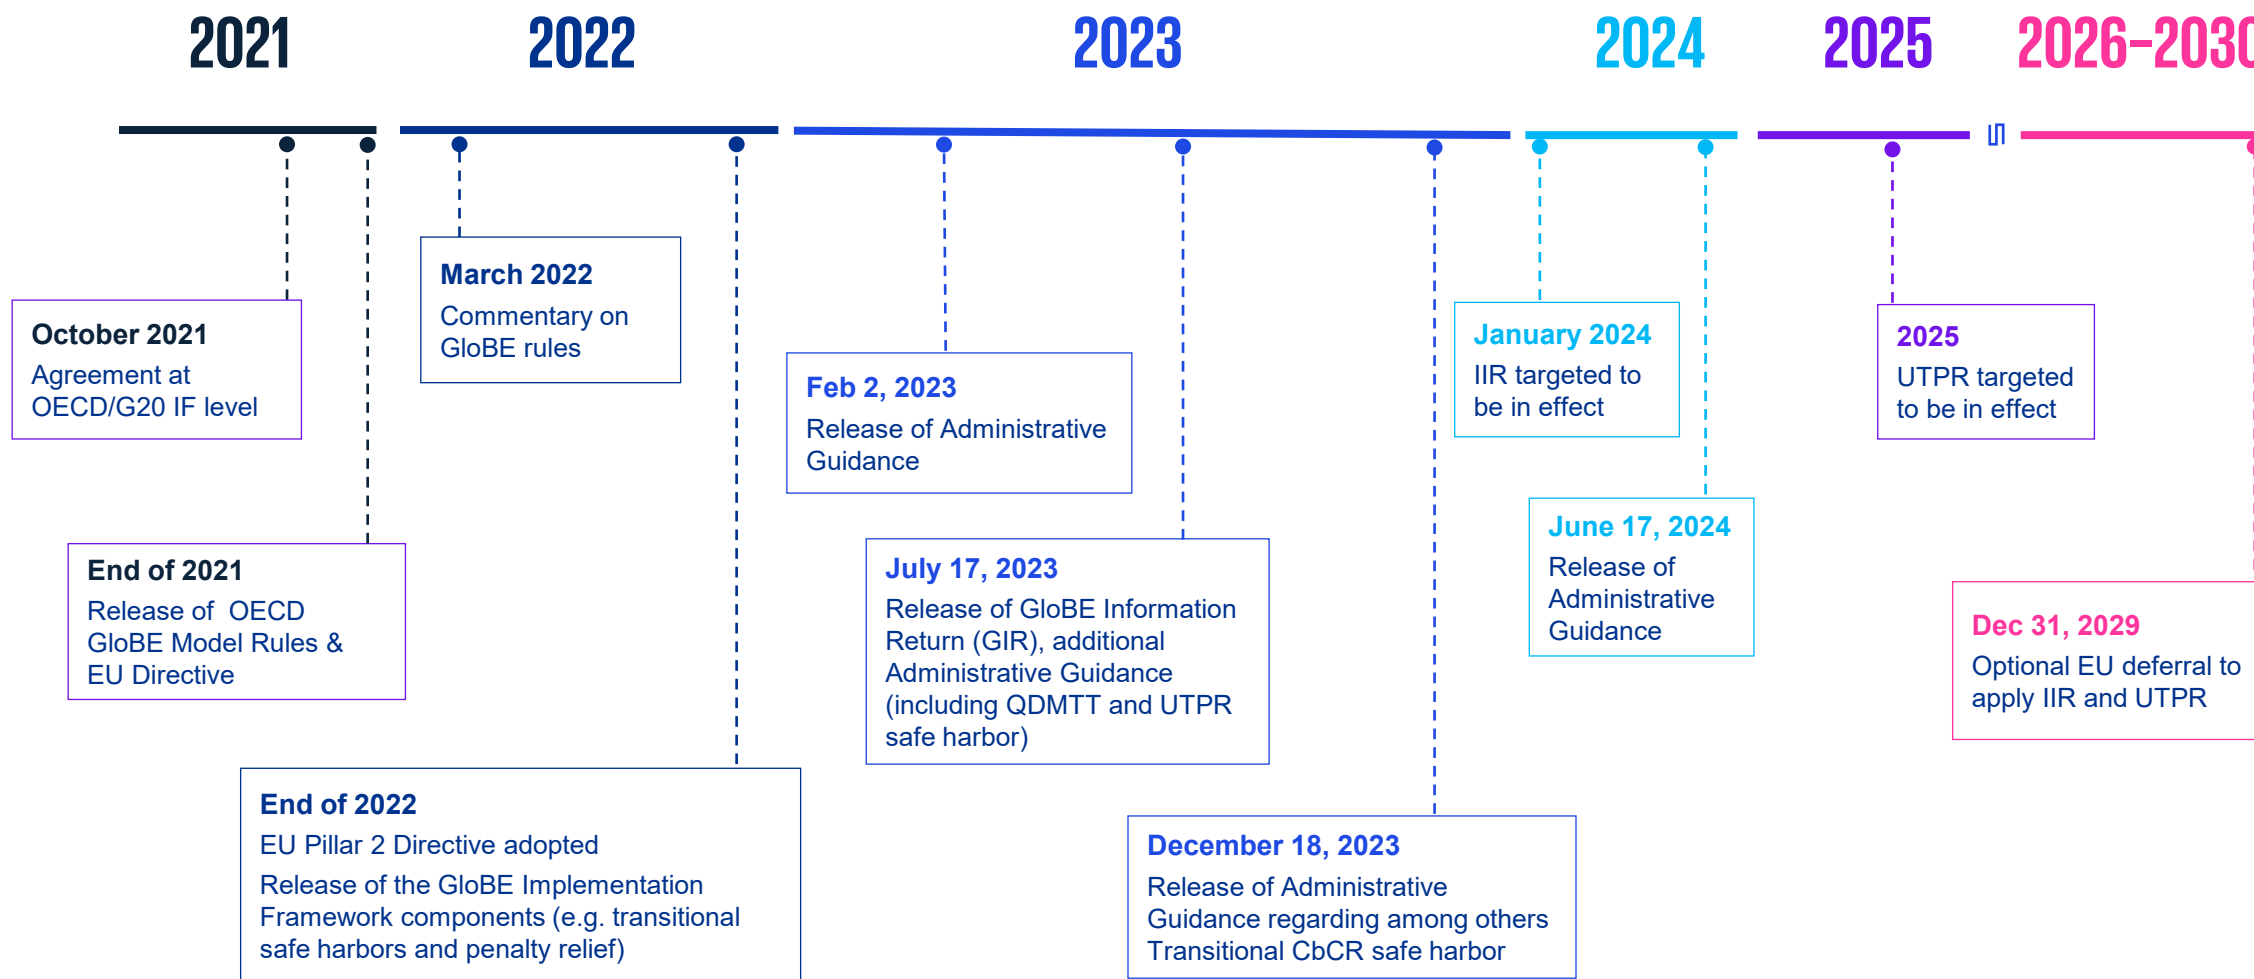 2021
2022
2023
2024
2025
2026-2030
October 2021
Agreement at
OECD/G20 IF level
End of 2021
Release of  OECD
GloBE Model Rules &
EU Directive
March 2022
Commentary on
GloBE rules
End of 2022
EU Pillar 2 Directive adopted
Release of the GloBE Implementation
Framework components (e.g. transitional
safe harbors and penalty relief)
Feb 2, 2023
Release of Administrative
Guidance
July 17, 2023
Release of GloBE Information
Return (GIR), additional
Administrative Guidance
(including QDMTT and UTPR
safe harbor)
December 18, 2023
Release of Administrative
Guidance regarding among others
Transitional CbCR safe harbor
January 2024
IIR targeted to
be in effect
June 17, 2024
Release of
Administrative
Guidance
2025
UTPR targeted
to be in effect
Dec 31, 2029
Optional EU deferral to
apply IIR and UTPR